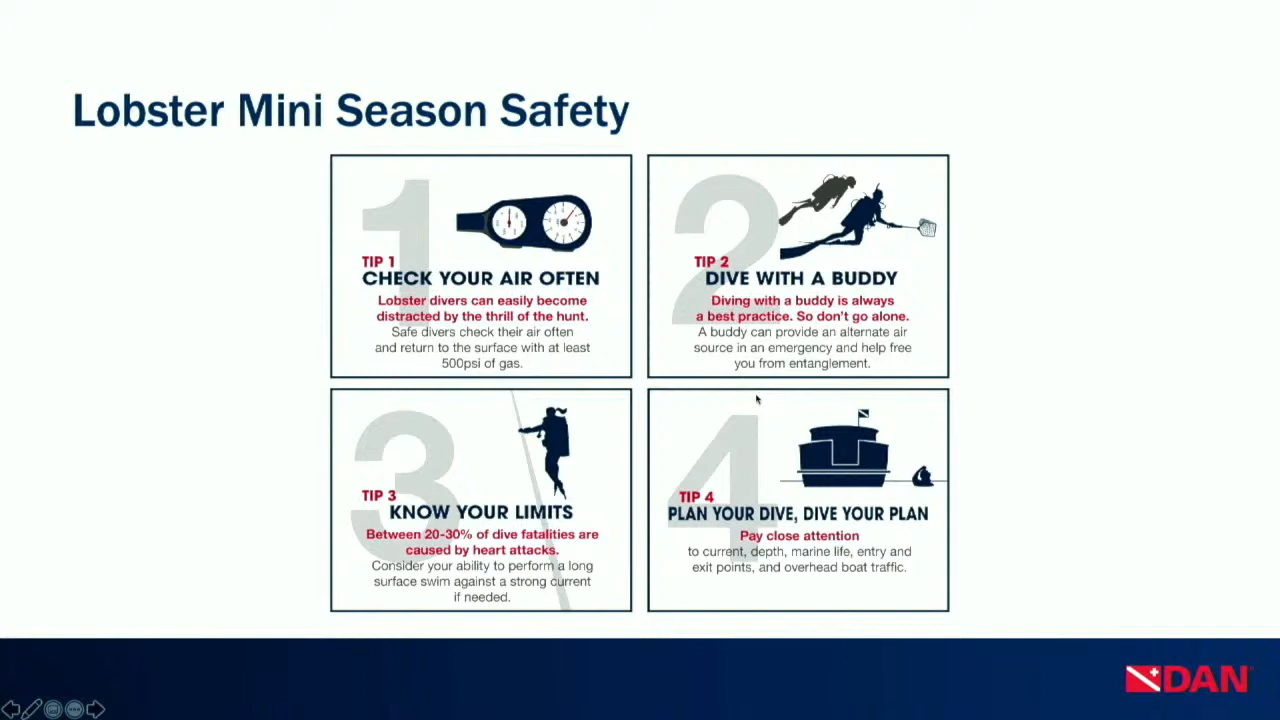 Lobster Mini Season Safety
1
TIP 1
CHECK YOUR AIR OFTEN
Lobster divers can easily become
distracted by the thrill of the hunt.
Safe divers check their air often
and return to the surface with at least
500psi of gas.
2
TIP 2
DIVE WITH A BUDDY
Diving with a buddy is always
a best practice. So don't go alone.
A buddy can provide an alternate air
source in an emergency and help free
you from entanglement.
3
TIP 3
KNOW YOUR LIMITS
Between 20-30% of dive fatalities are
caused by heart attacks.
Consider your ability to perform a long
surface swim against a strong current
if needed.
4
TIP 4
PLAN YOUR DIVE, DIVE YOUR PLAN
Pay close attention
to current, depth, marine life, entry and
exit points, and overhead boat traffic.
DAN